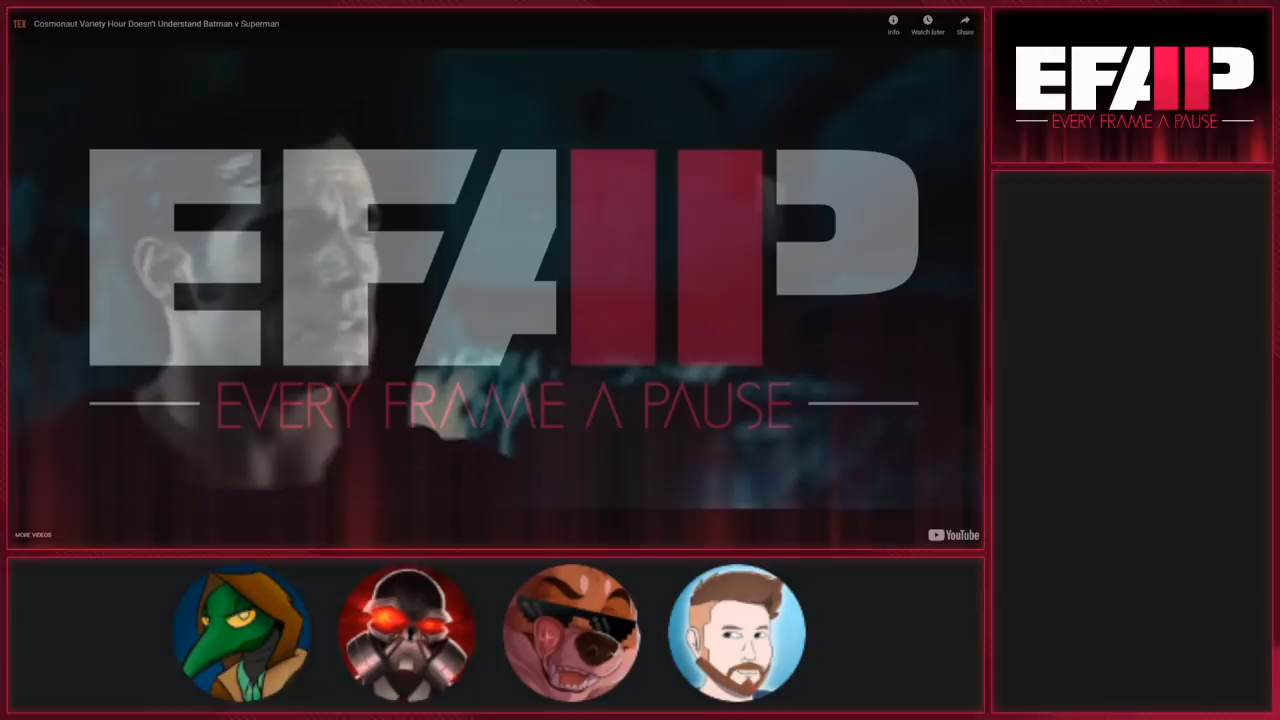 TEX Cosmonaut Variety Hour Doesn't Understand Batman v Superman
Info
Watch later
Share
EFAP
EVERY FRAME A PAUSE
MORE VIDEOS
YouTube
EFAP
EVERY FRAME A PAUSE